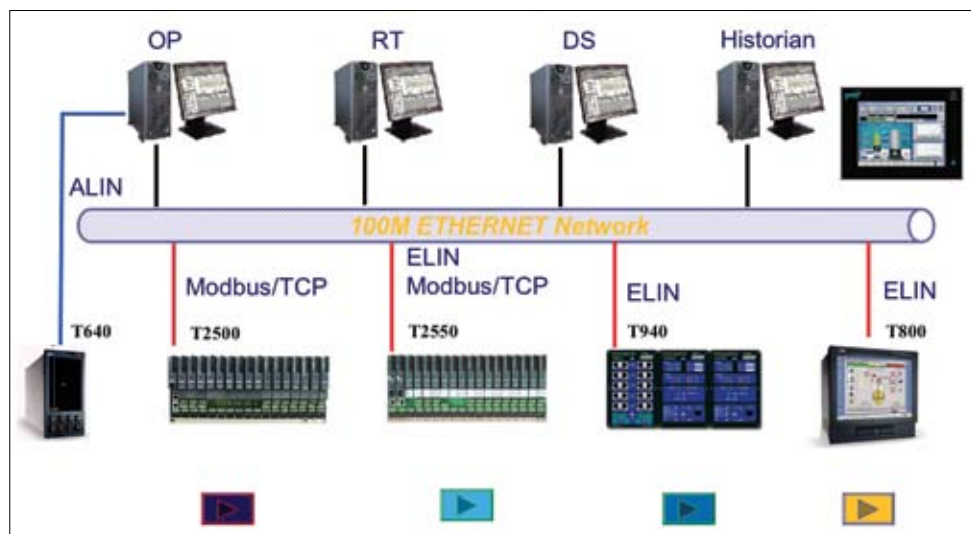 OP
RT
DS
Historian
ALIN
100M ETHERNET Network
Modbus/TCP
ELIN
Modbus/TCP
ELIN
ELIN
T640
T2500
T2550
T940
T800